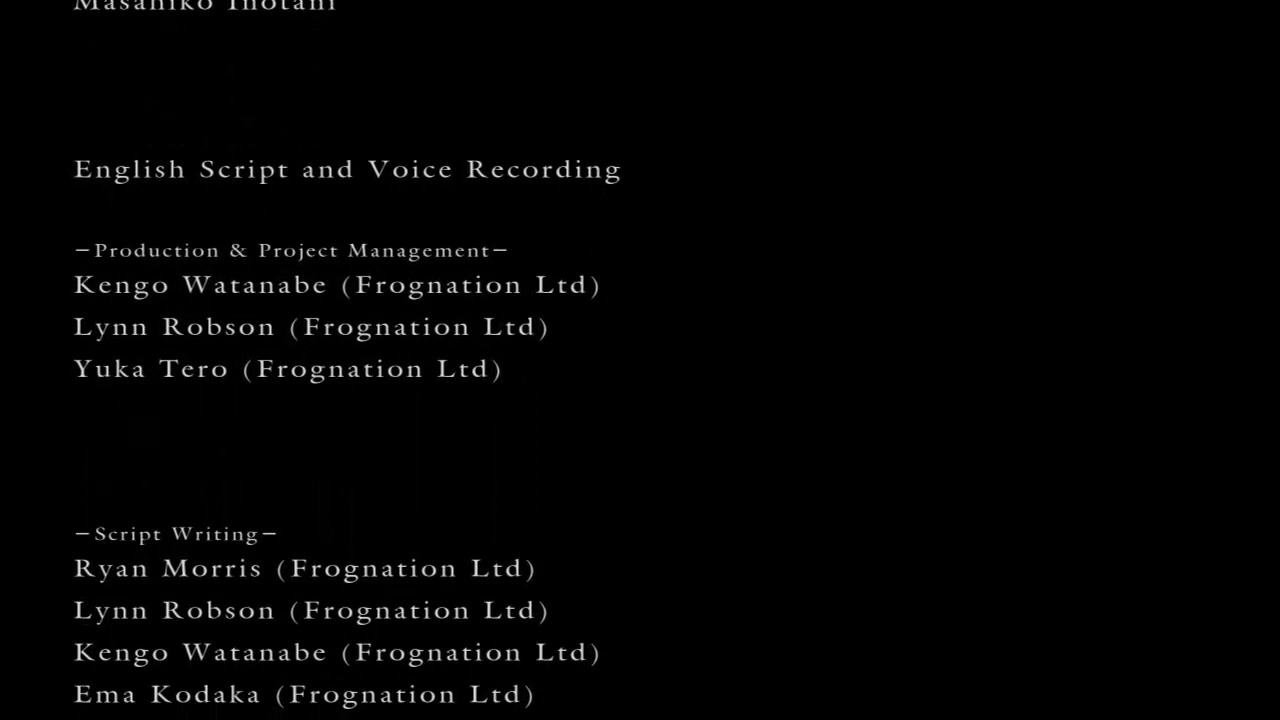 Masahiko Inotani
English Script and Voice Recording
−Production & Project Management−
Kengo Watanabe (Frognation Ltd)
Lynn Robson (Frognation Ltd)
Yuka Tero (Frognation Ltd)
−Script Writing−
Ryan Morris (Frognation Ltd)
Lynn Robson (Frognation Ltd)
Kengo Watanabe (Frognation Ltd)
Ema Kodaka (Frognation Ltd)